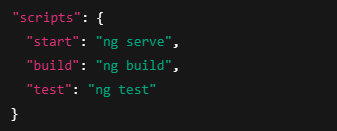 "scripts": {
  "start": "ng serve",
  "build": "ng build",
  "test": "ng test"
}